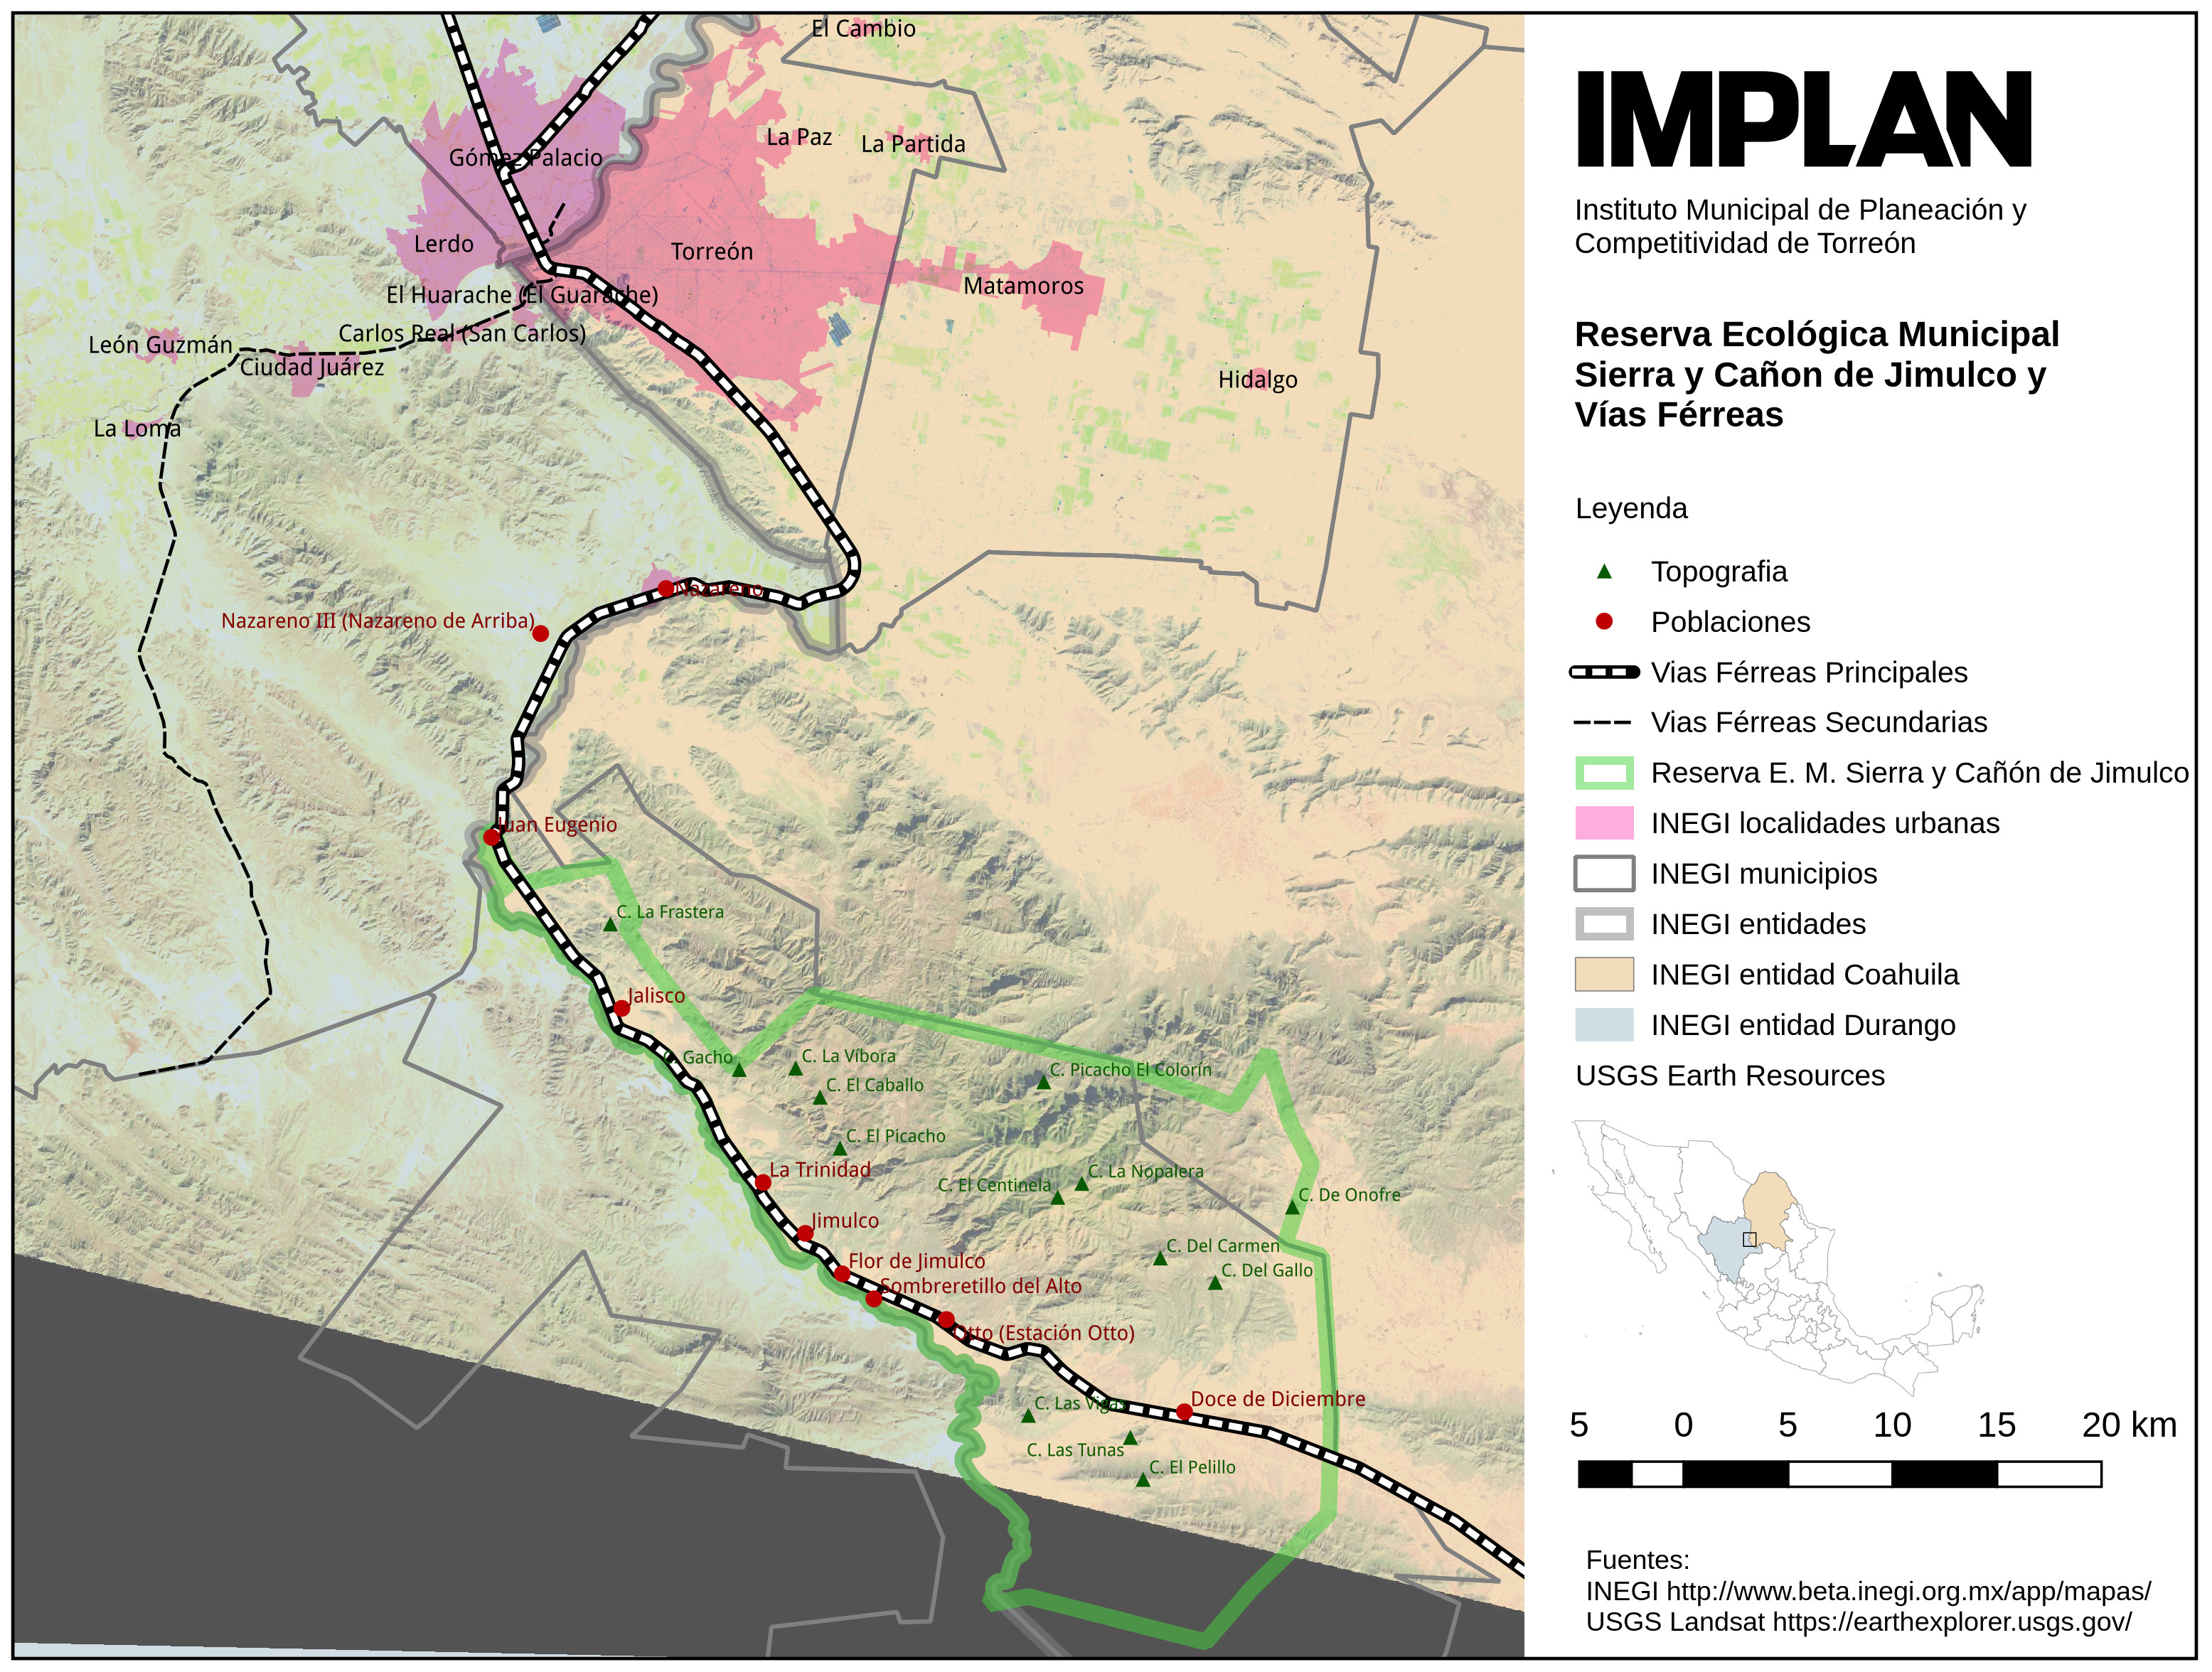 El Cambio
La Paz
La Partida
Gómez Palacio
Lerdo
Torreón
Matamoros
El Huarache (El Guarache)
Carlos Real (San Carlos)
León Guzmán
Ciudad Juárez
Hidalgo
La Loma
Nazareno
Nazareno III (Nazareno de Arriba)
Juan Eugenio
C. La Frastera
Jalisco
C. Gacho
C. La Víbora
C. El Caballo
C. Picacho El Colorín
C. El Picacho
La Trinidad
C. La Nopalera
C. El Centinela
C. De Onofre
Jimulco
C. Del Carmen
Flor de Jimulco
C. Del Gallo
Sombreretillo del Alto
Otto (Estación Otto)
Doce de Diciembre
C. Las Vigas
C. Las Tunas
C. El Pelillo
IMPLAN
Instituto Municipal de Planeación y
Competitividad de Torreón
Reserva Ecológica Municipal
Sierra y Cañon de Jimulco y
Vías Férreas
Leyenda
Topografia
Poblaciones
Vias Férreas Principales
Vias Férreas Secundarias
Reserva E. M. Sierra y Cañón de Jimulco
INEGI localidades urbanas
INEGI municipios
INEGI entidades
INEGI entidad Coahuila
INEGI entidad Durango
USGS Earth Resources
5 0 5 10 15 20 km
Fuentes:
INEGI http://www.beta.inegi.org.mx/app/mapas/
USGS Landsat https://earthexplorer.usgs.gov/